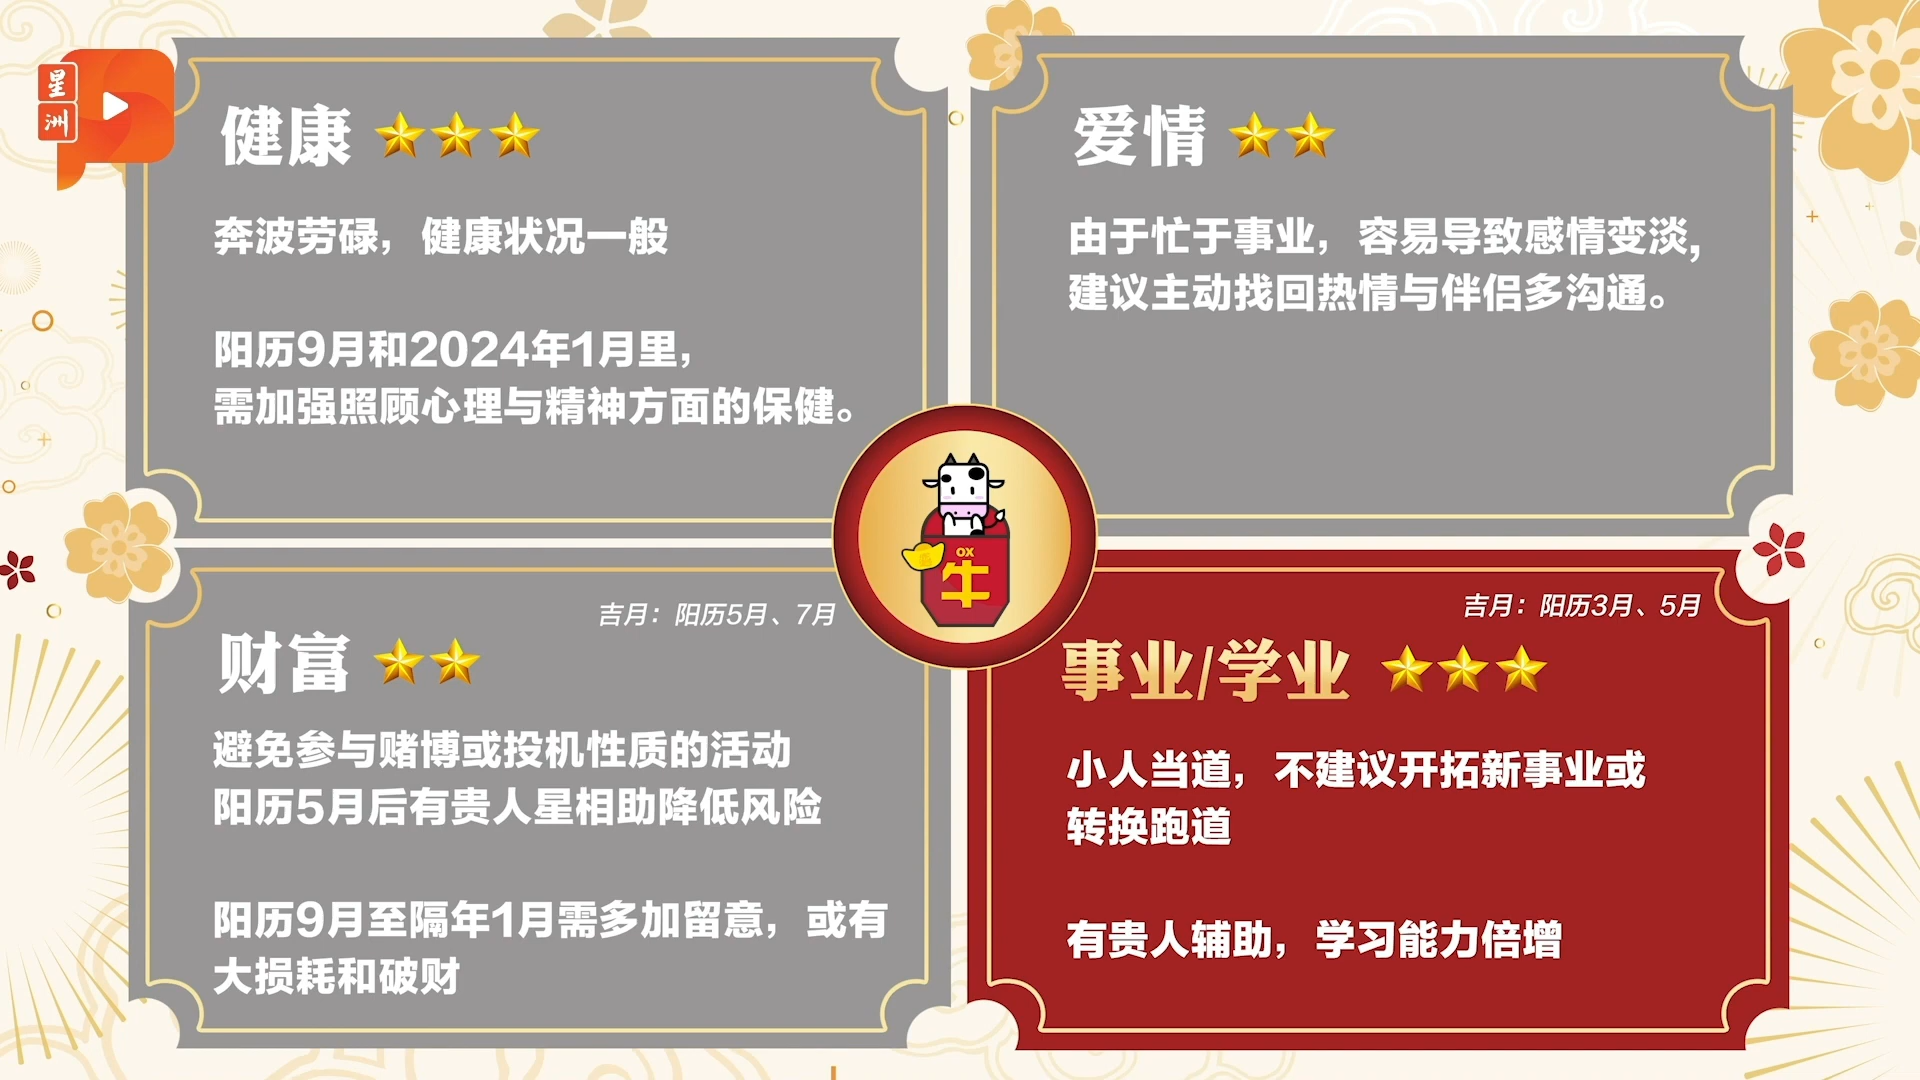 星洲
健康
奔波劳碌，健康状况一般
阳历9月和2024年1月里，
需加强照顾心理与精神方面的保健。
爱情
由于忙于事业，容易导致感情变淡，
建议主动找回热情与伴侣多沟通。
OX
牛
吉月：阳历5月、7月
财富
避免参与赌博或投机性质的活动
阳历5月后有贵人星相助降低风险
阳历9月至隔年1月需多加留意，或有
大损耗和破财
吉月：阳历3月、5月
事业/学业
小人当道，不建议开拓新事业或
转换跑道
有贵人辅助，学习能力倍增